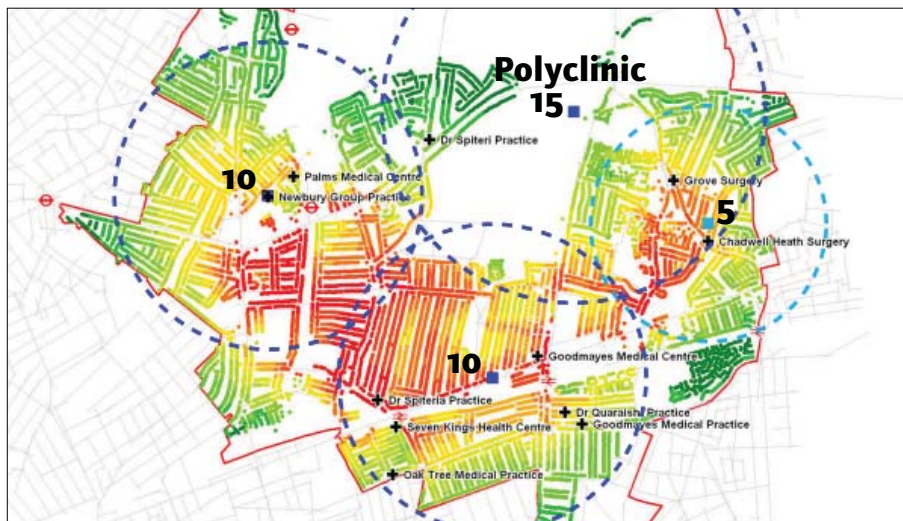 Polyclinic
15
Dr Spiteri Practice
10
Palms Medical Centre
Newbury Group Practice
Grove Surgery
5
Chadwell Heath Surgery
10
Goodmayes Medical Centre
Dr Spiteria Practice
Dr Quaraishi Practice
Seven Kings Health Centre
Goodmayes Medical Practice
Oak Tree Medical Practice